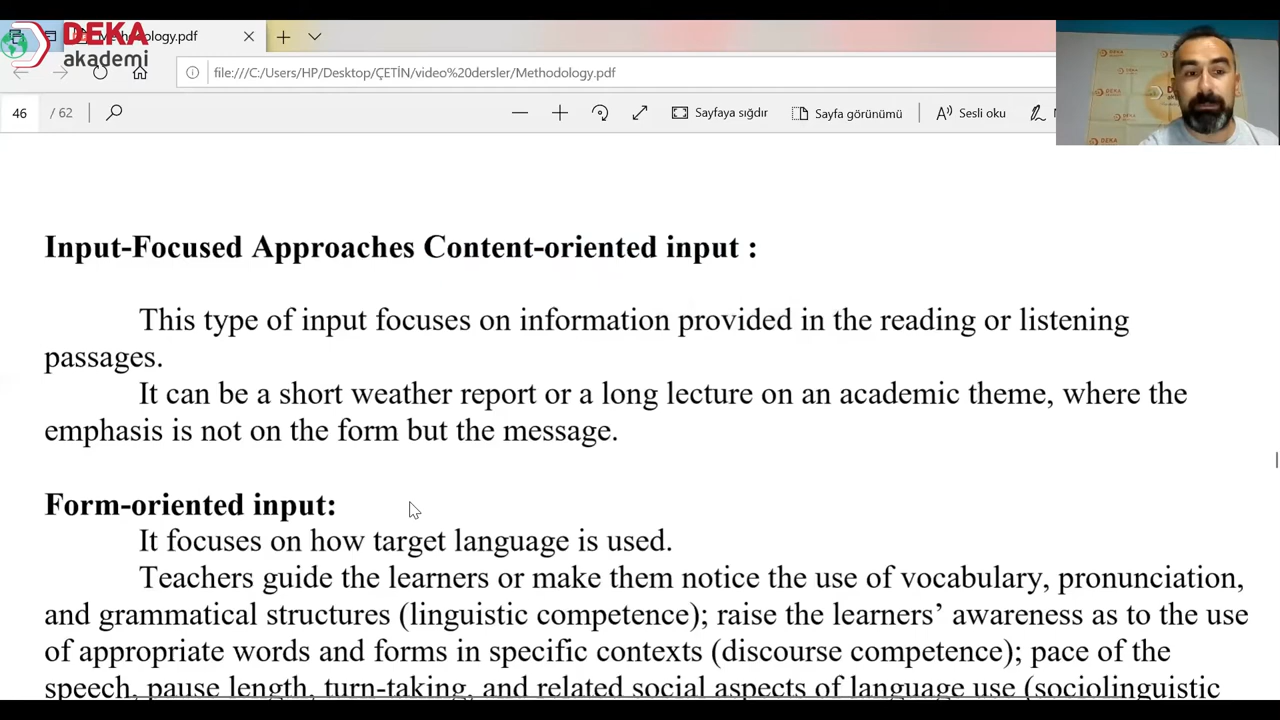 DEKA
akademi
Methodology.pdf
file:///C:/Users/HP/Desktop/ÇETİN/video%20dersler/Methodology.pdf
46 / 62
Sayfaya sığdır
Sayfa görünümü
Sesli oku
Input-Focused Approaches Content-oriented input :
This type of input focuses on information provided in the reading or listening
passages.
It can be a short weather report or a long lecture on an academic theme, where the
emphasis is not on the form but the message.
Form-oriented input:
It focuses on how target language is used.
Teachers guide the learners or make them notice the use of vocabulary, pronunciation,
and grammatical structures (linguistic competence); raise the learners’ awareness as to the use
of appropriate words and forms in specific contexts (discourse competence); pace of the
speech, pause length, turn-taking, and related social aspects of language use (sociolinguistic